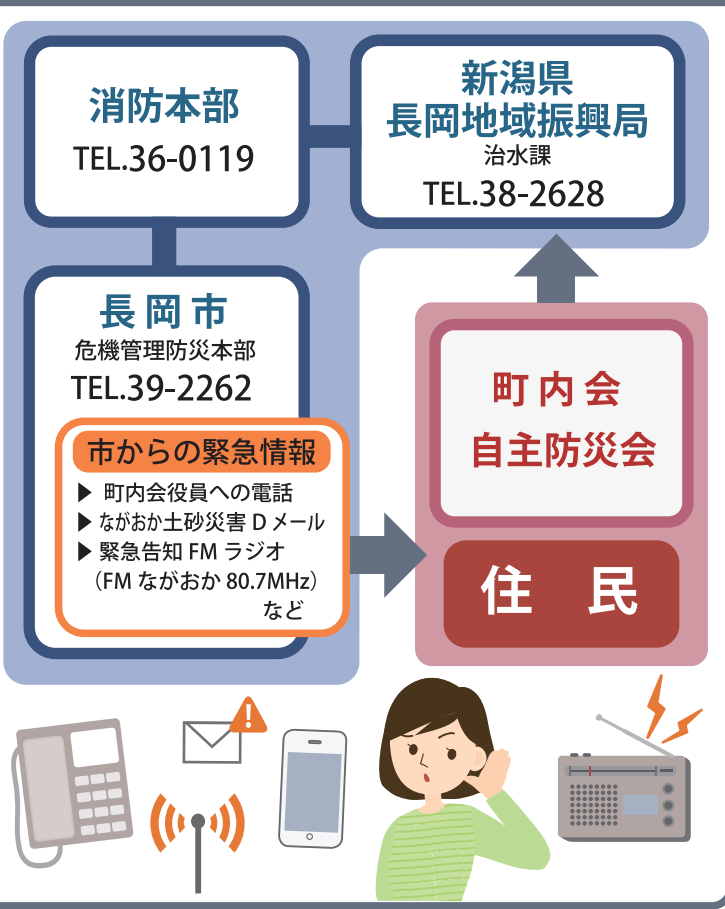 消防本部
TEL.36-0119
新潟県
長岡地域振興局
治水課
TEL.38-2628
長岡市
危機管理防災本部
TEL.39-2262
市からの緊急情報
▶ 町内会役員への電話
▶ ながおか土砂災害 D メール
▶ 緊急告知 FM ラジオ
（FM ながおか 80.7MHz）
など
町内会
自主防災会
住 民